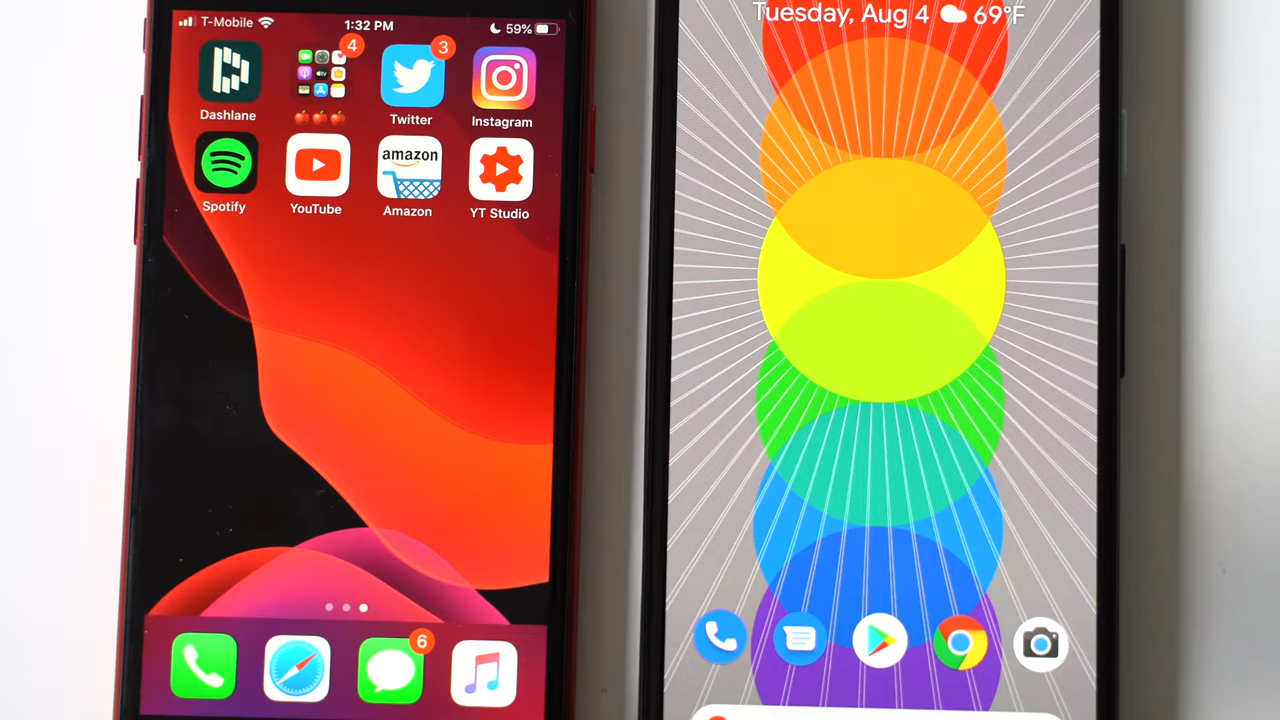 T-Mobile 1:32 PM 59%
4
3
Dashlane 🍎🍎🍎 Twitter Instagram
amazon
Spotify YouTube Amazon YT Studio
6
Tuesday, Aug 4 69°F